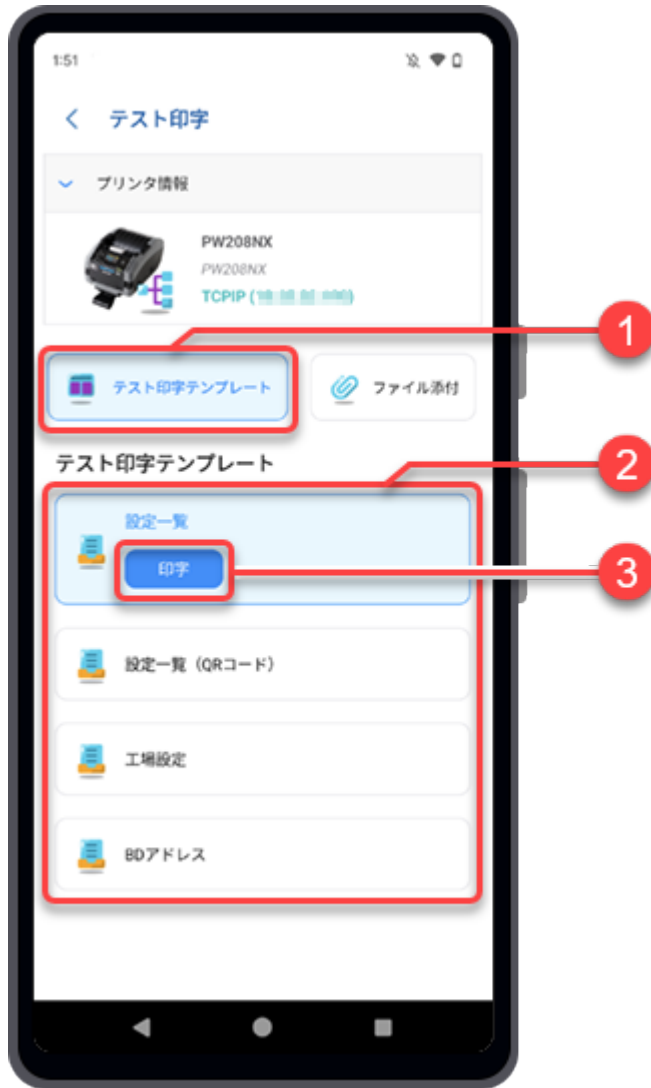 1:51
テスト印字
プリンタ情報
PW208NX
PW208NX
TCPIP (
1
テスト印字テンプレート
ファイル添付
テスト印字テンプレート
2
設定一覧
印字
3
設定一覧（QRコード）
工場設定
BDアドレス